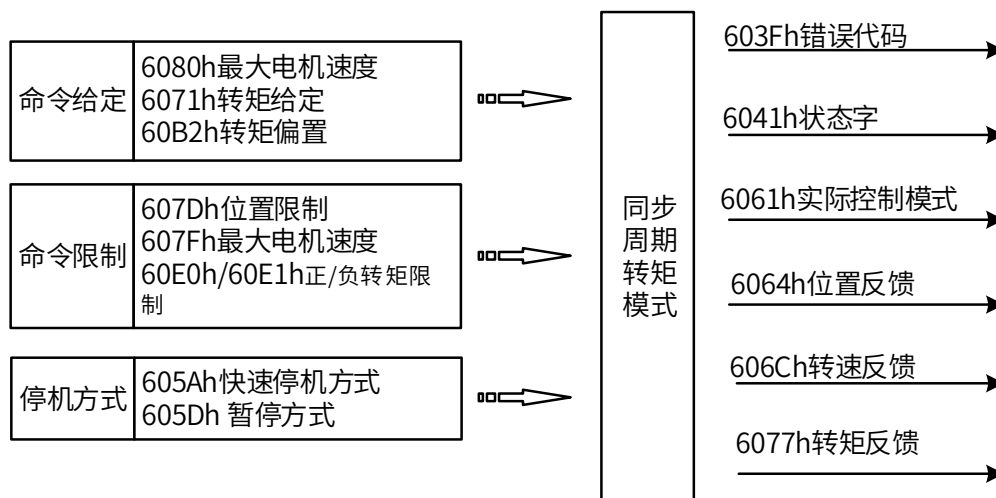 命令给定
6080h最大电机速度
6071h转矩给定
60B2h转矩偏置
命令限制
607Dh位置限制
607Fh最大电机速度
60E0h/60E1h正/负转矩限
制
停机方式
605Ah快速停机方式
605Dh 暂停方式
同步
周期
转矩
模式
603Fh错误代码
6041h状态字
6061h实际控制模式
6064h位置反馈
606Ch转速反馈
6077h转矩反馈